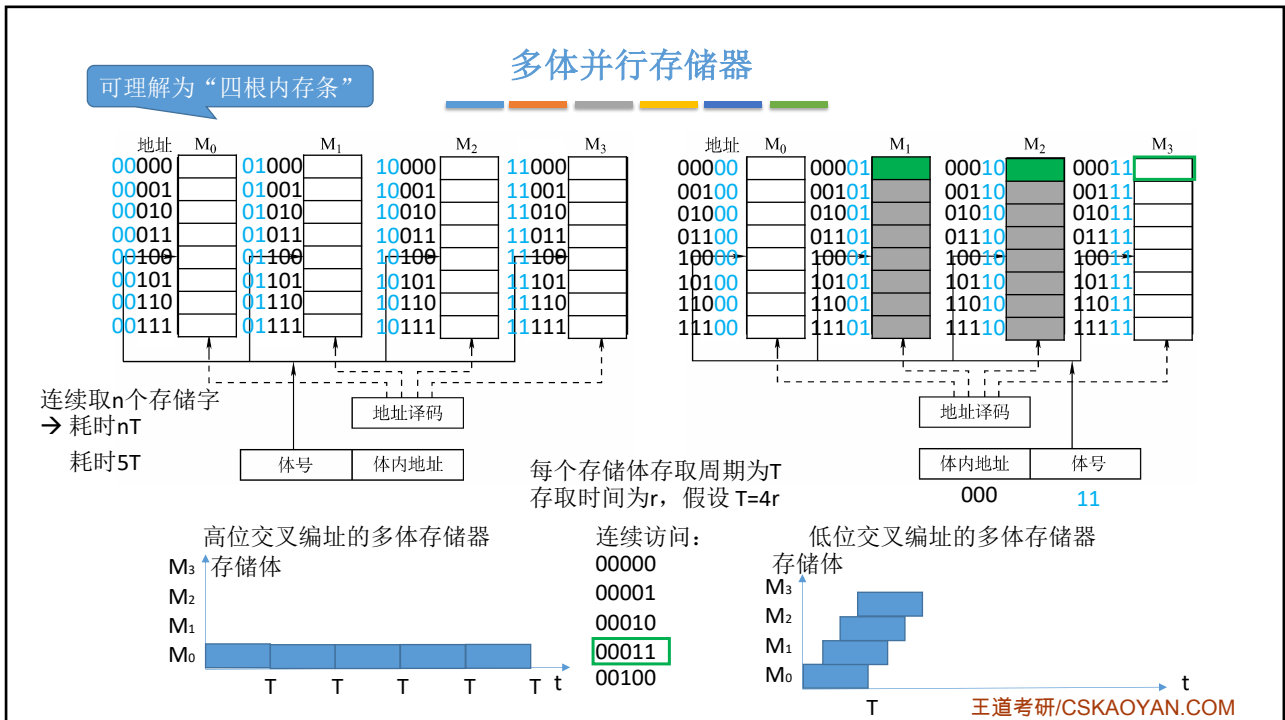 多体并行存储器
可理解为“四根内存条”
地址 M₀ M₁ M₂ M₃
00000 01000 10000 11000
00001 01001 10001 11001
00010 01010 10010 11010
00011 01011 10011 11011
00100 01100 10100 11100
00101 01101 10101 11101
00110 01110 10110 11110
00111 01111 10111 11111
地址译码
体号 体内地址
连续取n个存储字
→ 耗时nT
耗时5T
地址 M₀ M₁ M₂ M₃
00000 00001 00010 00011
00100 00101 00110 00111
01000 01001 01010 01011
01100 01101 01110 01111
10000 10001 10010 10011
10100 10101 10110 10111
11000 11001 11010 11011
11100 11101 11110 11111
地址译码
体内地址 体号
000 11
每个存储体存取周期为T
存取时间为r，假设 T=4r
高位交叉编址的多体存储器
存储体
M₃
M₂
M₁
M₀
T T T T T t
连续访问：
00000
00001
00010
00011
00100
低位交叉编址的多体存储器
存储体
M₃
M₂
M₁
M₀
T
t
王道考研/CSKAOYAN.COM